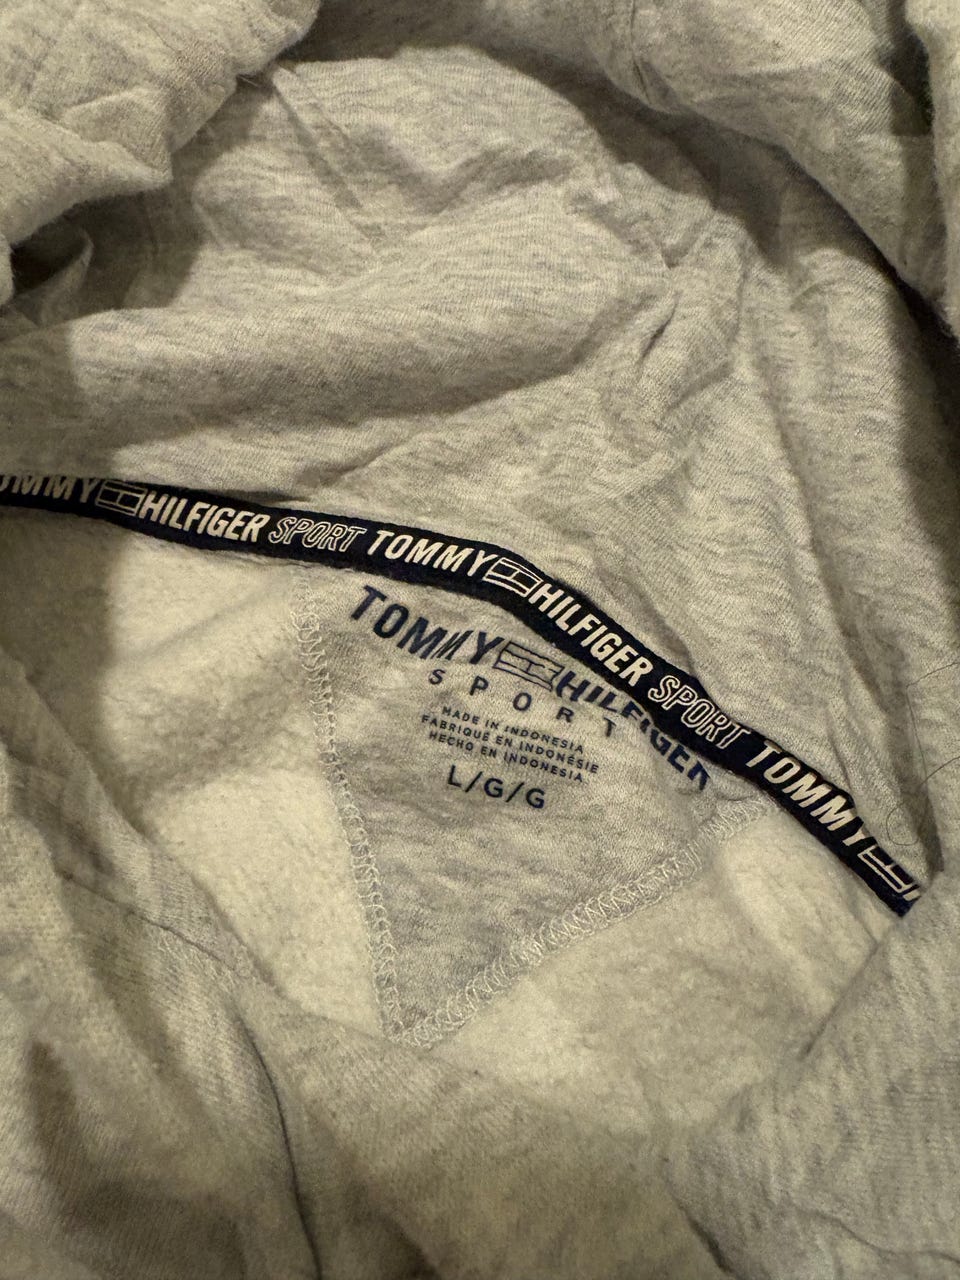 TOMMY HILFIGER SPORT TOMMY HILFIGER SPORT TOMMY
TOMMY HILFIGER
SPORT
MADE IN INDONESIA
FABRIQUÉ EN INDONÉSIE
HECHO EN INDONESIA
L/G/G